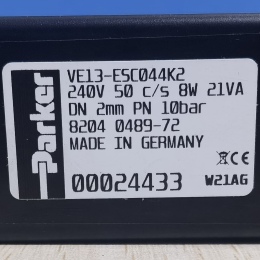 Parker
VE13-ESC044K2
240V 50 c/s 8W 21VA
DN 2mm PN 10bar
8204 0489-72
MADE IN GERMANY
CE
00024433
W21AG